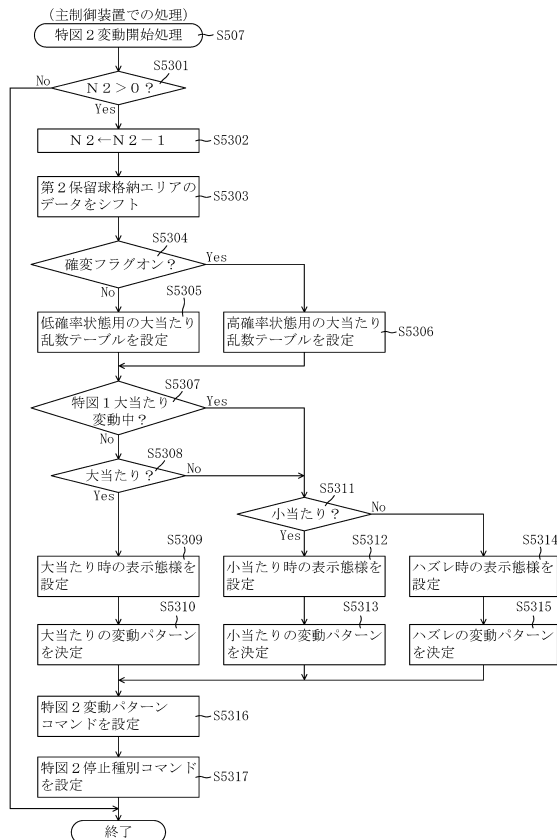 (主制御装置での処理)
特図２変動開始処理
S507
S5301
Ｎ２＞０？
No
Yes
Ｎ２←Ｎ２－１
S5302
第２保留球格納エリアの
データをシフト
S5303
S5304
確変フラグオン？
Yes
No
S5305
低確率状態用の大当たり
乱数テーブルを設定
高確率状態用の大当たり
乱数テーブルを設定
S5306
S5307
特図１大当たり
変動中？
Yes
No
S5308
大当たり？
No
Yes
S5311
小当たり？
No
Yes
S5309
大当たり時の表示態様を
設定
S5312
小当たり時の表示態様を
設定
S5314
ハズレ時の表示態様を
設定
S5310
大当たりの変動パターン
を決定
S5313
小当たりの変動パターン
を決定
S5315
ハズレの変動パターン
を決定
特図２変動パターン
コマンドを設定
S5316
特図２停止種別コマンド
を設定
S5317
終了